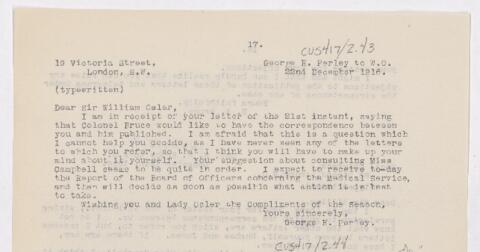 17.
CUS417/2.43
19 Victoria Street,
London, S.W.
George H. Perley to W.O.
22nd December 1916.
(typewritten)
Dear Sir William Osler,
I am in receipt of your letter of the 21st instant, saying
that Colonel Bruce would like to have the correspondence between
you and him published. I am afraid that this is a question which
I cannot help you decide, as I have never seen any of the letters
to which you refer, so that I think you will have to make up your
mind about it yourself. Your suggestion about consulting Miss
Campbell seems to be quite in order. I expect to receive to-day
the Report of the Board of Officers concerning the Medical Service,
and then will decide as soon as possible what action it is best
to take.
Wishing you and Lady Osler the Compliments of the Season,
Yours sincerely,
George H. Perley.
CUS417/2.44